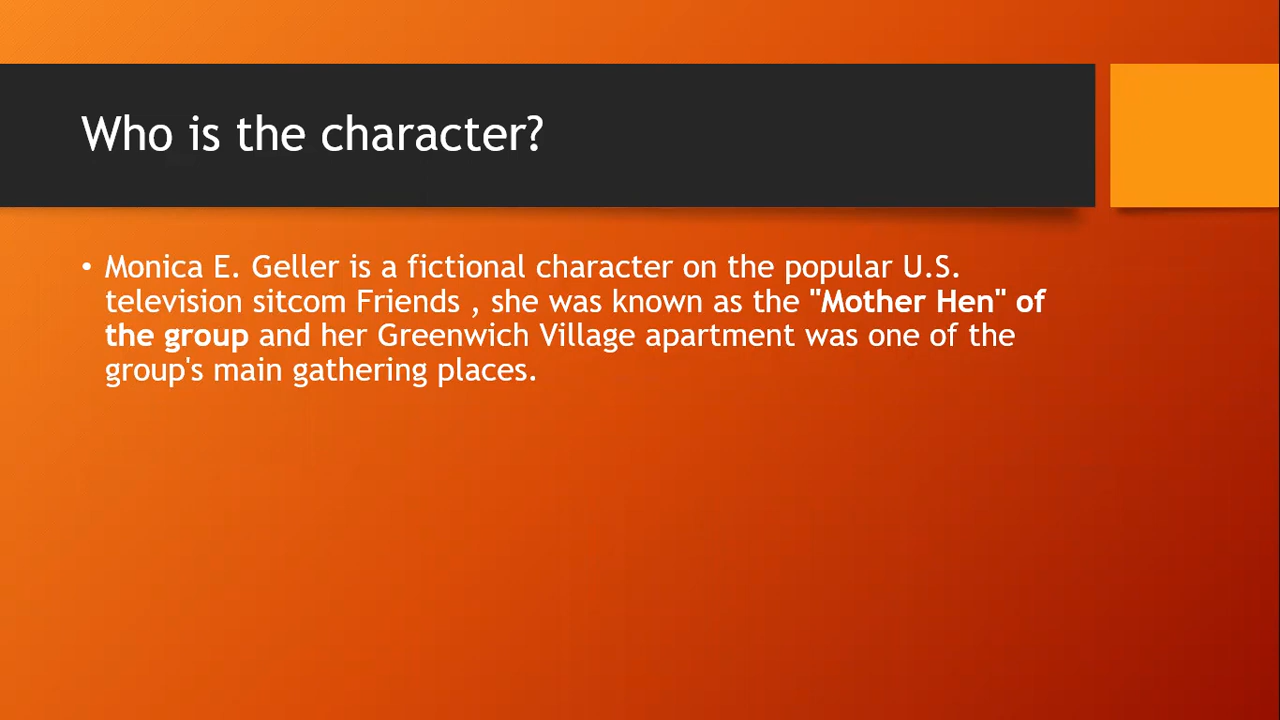 Who is the character?
• Monica E. Geller is a fictional character on the popular U.S.
television sitcom Friends , she was known as the "Mother Hen" of
the group and her Greenwich Village apartment was one of the
group's main gathering places.